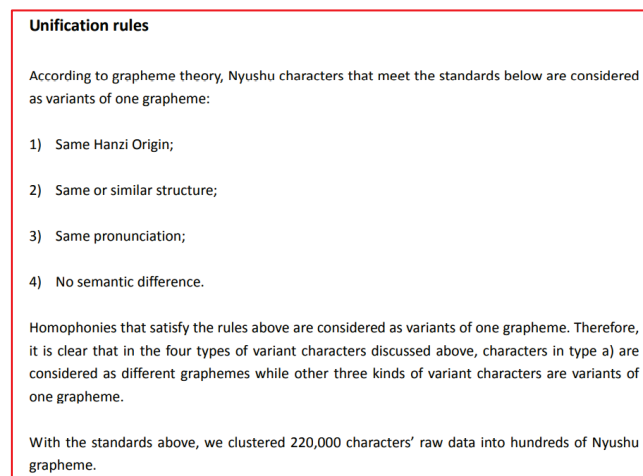 Unification rules
According to grapheme theory, Nyushu characters that meet the standards below are considered
as variants of one grapheme:
1) Same Hanzi Origin;
2) Same or similar structure;
3) Same pronunciation;
4) No semantic difference.
Homophonies that satisfy the rules above are considered as variants of one grapheme. Therefore,
it is clear that in the four types of variant characters discussed above, characters in type a) are
considered as different graphemes while other three kinds of variant characters are variants of
one grapheme.
With the standards above, we clustered 220,000 characters' raw data into hundreds of Nyushu
grapheme.